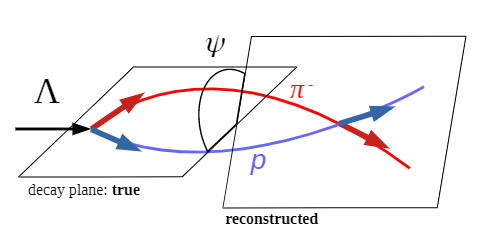 ψ
Λ
π⁻
p
decay plane: true
reconstructed